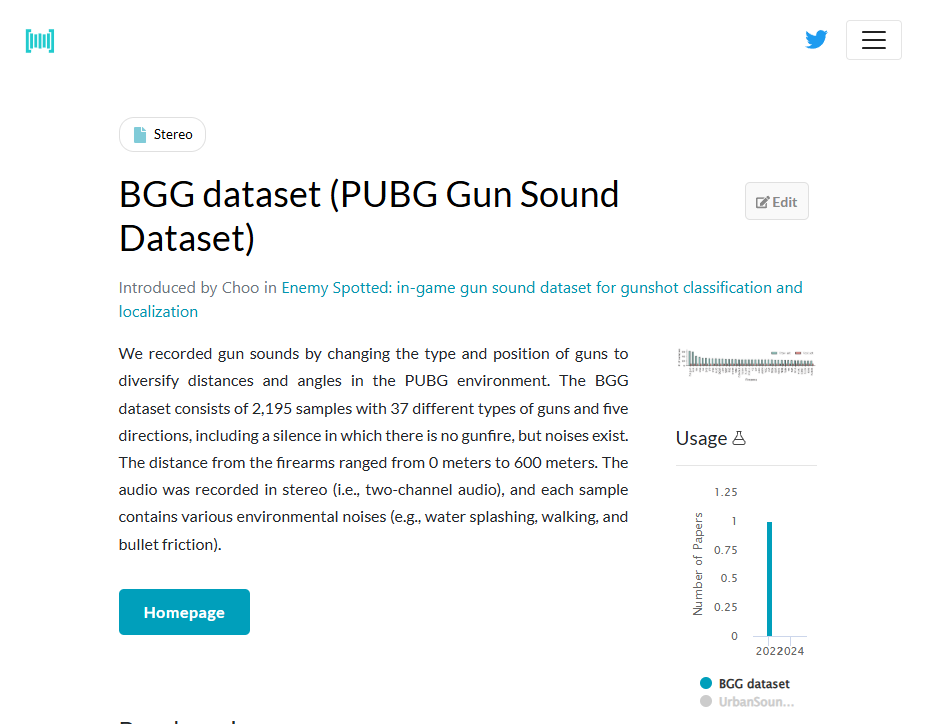 Stereo
BGG dataset (PUBG Gun Sound
Dataset)
Edit
Introduced by Choo in Enemy Spotted: in-game gun sound dataset for gunshot classification and
localization
We recorded gun sounds by changing the type and position of guns to
diversify distances and angles in the PUBG environment. The BGG
dataset consists of 2,195 samples with 37 different types of guns and five
directions, including a silence in which there is no gunfire, but noises exist.
The distance from the firearms ranged from 0 meters to 600 meters. The
audio was recorded in stereo (i.e., two-channel audio), and each sample
contains various environmental noises (e.g., water splashing, walking, and
bullet friction).
Homepage
Usage
Number of Papers
1.25
1
0.75
0.5
0.25
0
2022 2024
BGG dataset
UrbanSoun...